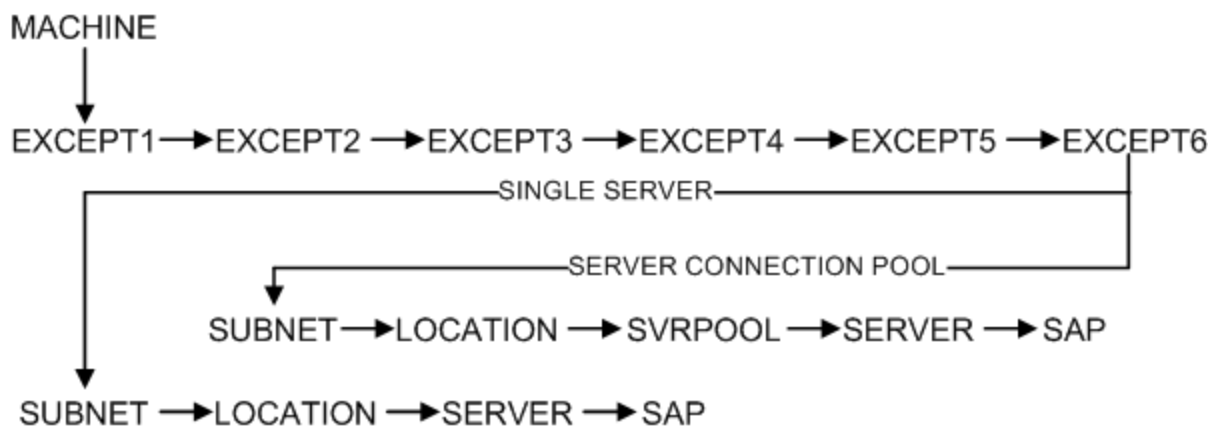 MACHINE
EXCEPT1 EXCEPT2 EXCEPT3 EXCEPT4 EXCEPT5 EXCEPT6
SINGLE SERVER
SERVER CONNECTION POOL
SUBNET LOCATION SVRPOOL SERVER SAP
SUBNET LOCATION SERVER SAP